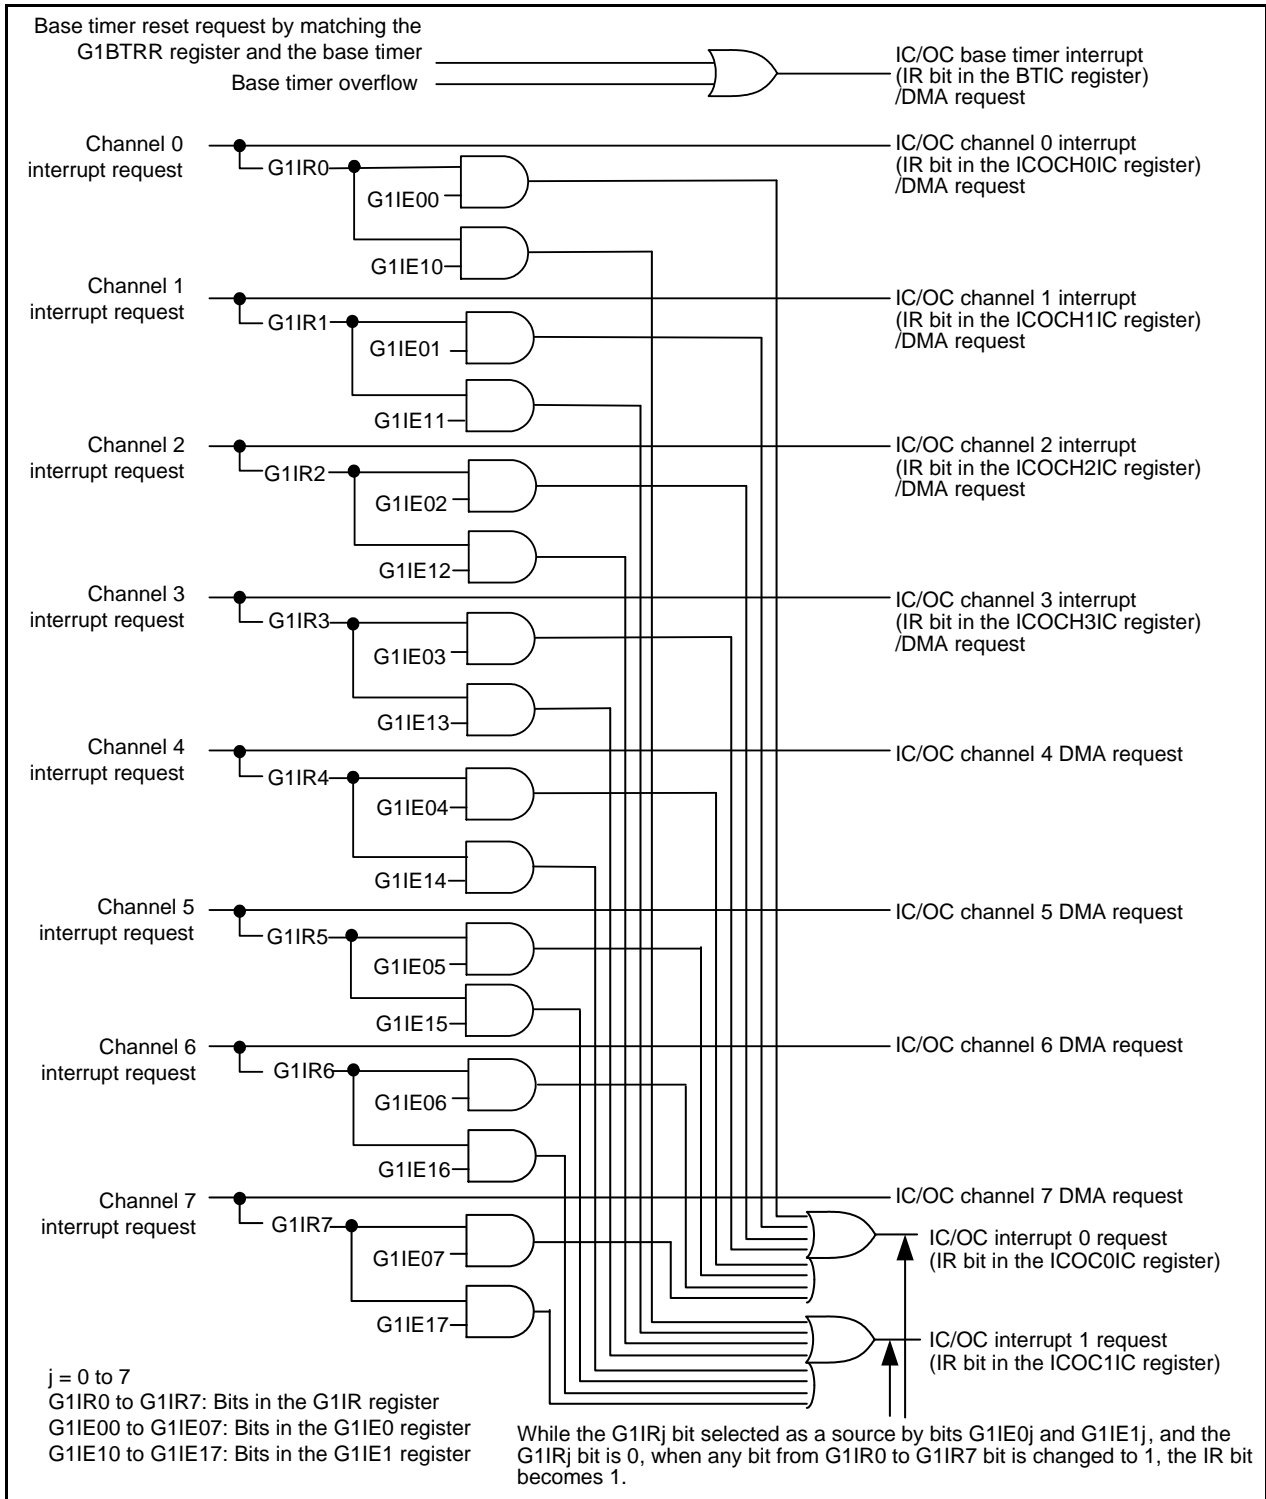 Base timer reset request by matching the
G1BTRR register and the base timer
Base timer overflow
IC/OC base timer interrupt
(IR bit in the BTIC register)
/DMA request
Channel 0
interrupt request
G1IR0
G1IE00
G1IE10
IC/OC channel 0 interrupt
(IR bit in the ICOCH0IC register)
/DMA request
Channel 1
interrupt request
G1IR1
G1IE01
G1IE11
IC/OC channel 1 interrupt
(IR bit in the ICOCH1IC register)
/DMA request
Channel 2
interrupt request
G1IR2
G1IE02
G1IE12
IC/OC channel 2 interrupt
(IR bit in the ICOCH2IC register)
/DMA request
Channel 3
interrupt request
G1IR3
G1IE03
G1IE13
IC/OC channel 3 interrupt
(IR bit in the ICOCH3IC register)
/DMA request
Channel 4
interrupt request
G1IR4
G1IE04
G1IE14
IC/OC channel 4 DMA request
Channel 5
interrupt request
G1IR5
G1IE05
G1IE15
IC/OC channel 5 DMA request
Channel 6
interrupt request
G1IR6
G1IE06
G1IE16
IC/OC channel 6 DMA request
Channel 7
interrupt request
G1IR7
G1IE07
G1IE17
IC/OC channel 7 DMA request
IC/OC interrupt 0 request
(IR bit in the ICOC0IC register)
IC/OC interrupt 1 request
(IR bit in the ICOC1IC register)
j = 0 to 7
G1IR0 to G1IR7: Bits in the G1IR register
G1IE00 to G1IE07: Bits in the G1IE0 register
G1IE10 to G1IE17: Bits in the G1IE1 register
While the G1IRj bit selected as a source by bits G1IE0j and G1IE1j, and the
G1IRj bit is 0, when any bit from G1IR0 to G1IR7 bit is changed to 1, the IR bit
becomes 1.